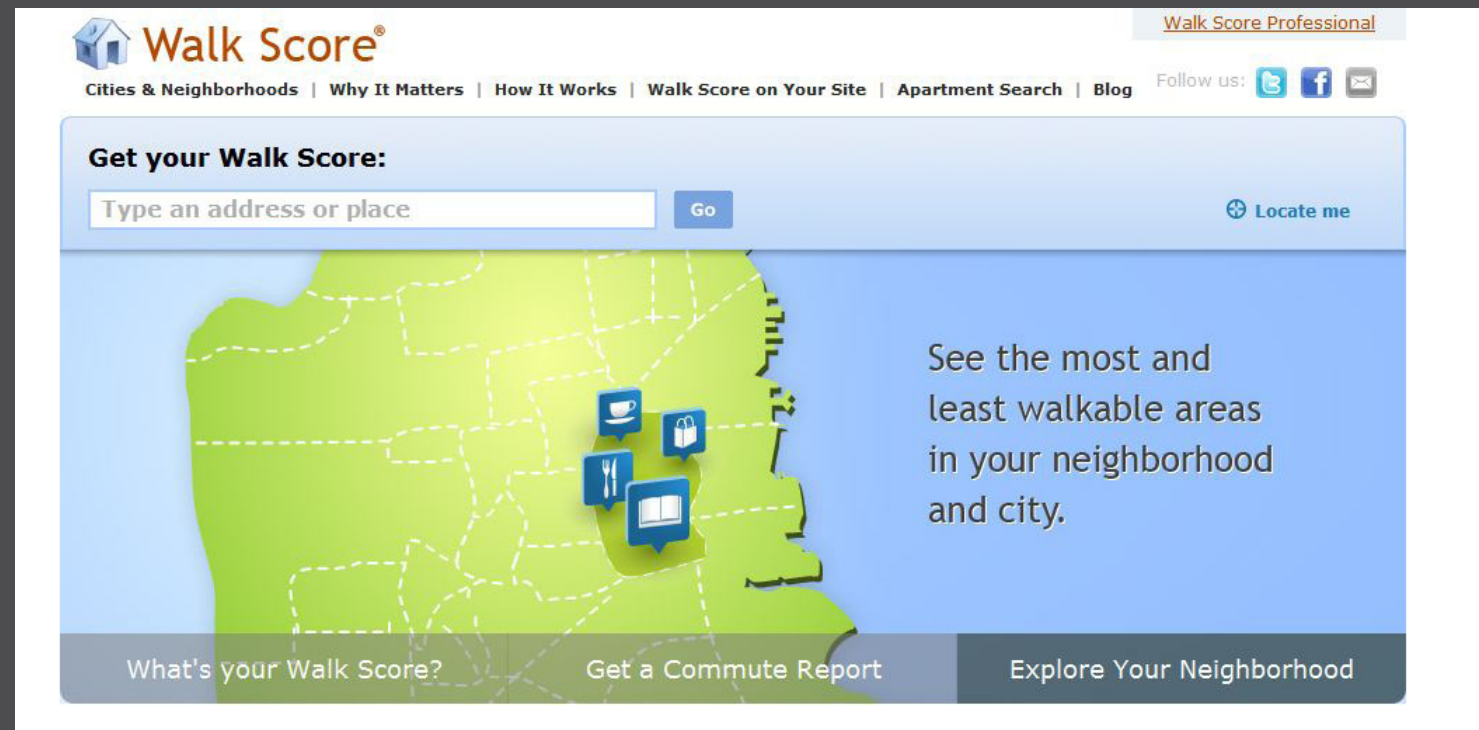 Walk Score®
Walk Score Professional
Cities & Neighborhoods | Why It Matters | How It Works | Walk Score on Your Site | Apartment Search | Blog
Follow us:
Get your Walk Score:
Type an address or place
Go
Locate me
See the most and
least walkable areas
in your neighborhood
and city.
What's your Walk Score?
Get a Commute Report
Explore Your Neighborhood